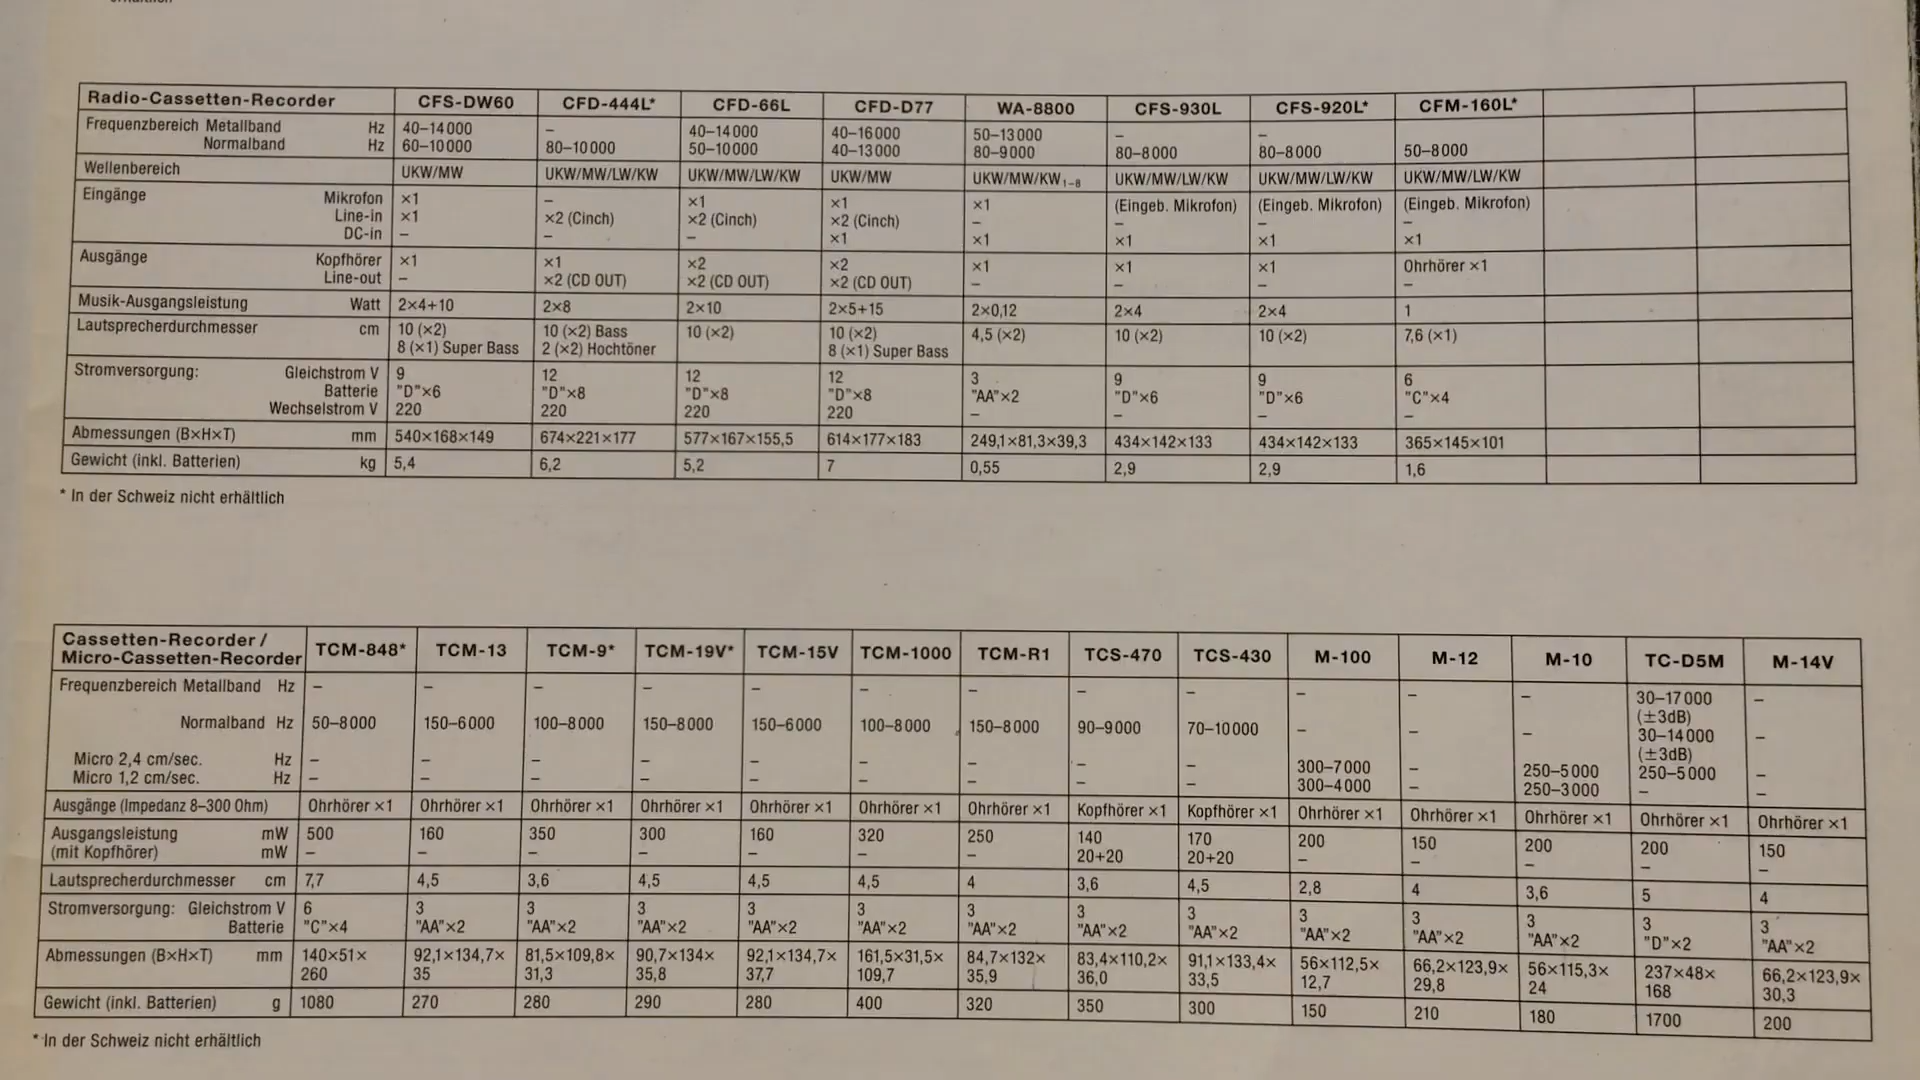 erhältlich
Radio-Cassetten-Recorder CFS-DW60 CFD-444L* CFD-66L CFD-D77 WA-8800 CFS-930L CFS-920L* CFM-160L*
Frequenzbereich Metallband Hz 40–14000 – 40–14000 40–16000 50–13000 – –
Normalband Hz 60–10000 80–10000 50–10000 40–13000 80–9000 80–8000 80–8000 50–8000
Wellenbereich UKW/MW UKW/MW/LW/KW UKW/MW/LW/KW UKW/MW UKW/MW/KW1–8 UKW/MW/LW/KW UKW/MW/LW/KW UKW/MW/LW/KW
Eingänge Mikrofon ×1 – ×1 ×1 ×1 (Eingeb. Mikrofon) (Eingeb. Mikrofon) (Eingeb. Mikrofon)
Line-in ×1 ×2 (Cinch) ×2 (Cinch) ×2 (Cinch) – – – –
DC-in – – – ×1 ×1 ×1 ×1 ×1
Ausgänge Kopfhörer ×1 ×1 ×2 ×2 ×1 ×1 ×1 Ohrhörer ×1
Line-out – ×2 (CD OUT) ×2 (CD OUT) ×2 (CD OUT) – – – –
Musik-Ausgangsleistung Watt 2×4+10 2×8 2×10 2×5+15 2×0,12 2×4 2×4 1
Lautsprecherdurchmesser cm 10 (×2) 10 (×2) Bass 10 (×2) 10 (×2) 4,5 (×2) 10 (×2) 10 (×2) 7,6 (×1)
8 (×1) Super Bass 2 (×2) Hochtöner 8 (×1) Super Bass
Stromversorgung: Gleichstrom V 9 12 12 12 3 9 9 6
Batterie "D"×6 "D"×8 "D"×8 "D"×8 "AA"×2 "D"×6 "D"×6 "C"×4
Wechselstrom V 220 220 220 220 – – – –
Abmessungen (B×H×T) mm 540×168×149 674×221×177 577×167×155,5 614×177×183 249,1×81,3×39,3 434×142×133 434×142×133 365×145×101
Gewicht (inkl. Batterien) kg 5,4 6,2 5,2 7 0,55 2,9 2,9 1,6
* In der Schweiz nicht erhältlich
Cassetten-Recorder /
Micro-Cassetten-Recorder TCM-848* TCM-13 TCM-9* TCM-19V* TCM-15V TCM-1000 TCM-R1 TCS-470 TCS-430 M-100 M-12 M-10 TC-D5M M-14V
Frequenzbereich Metallband Hz – – – – – – – – – – – – 30–17000 –
(±3dB)
Normalband Hz 50–8000 150–6000 100–8000 150–8000 150–6000 100–8000 150–8000 90–9000 70–10000 – – – 30–14000 –
(±3dB)
Micro 2,4 cm/sec. Hz – – – – – – – – – 300–7000 – 250–5000 250–5000 –
Micro 1,2 cm/sec. Hz – – – – – – – – – 300–4000 – 250–3000 – –
Ausgänge (Impedanz 8–300 Ohm) Ohrhörer ×1 Ohrhörer ×1 Ohrhörer ×1 Ohrhörer ×1 Ohrhörer ×1 Ohrhörer ×1 Ohrhörer ×1 Kopfhörer ×1 Kopfhörer ×1 Ohrhörer ×1 Ohrhörer ×1 Ohrhörer ×1 Ohrhörer ×1 Ohrhörer ×1
Ausgangsleistung mW 500 160 350 300 160 320 250 140 170 200 150 200 200 150
(mit Kopfhörer) mW – – – – – – – 20+20 20+20 – – – – –
Lautsprecherdurchmesser cm 7,7 4,5 3,6 4,5 4,5 4,5 4 3,6 4,5 2,8 4 3,6 5 4
Stromversorgung: Gleichstrom V 6 3 3 3 3 3 3 3 3 3 3 3 3 3
Batterie "C"×4 "AA"×2 "AA"×2 "AA"×2 "AA"×2 "AA"×2 "AA"×2 "AA"×2 "AA"×2 "AA"×2 "AA"×2 "AA"×2 "D"×2 "AA"×2
Abmessungen (B×H×T) mm 140×51× 92,1×134,7× 81,5×109,8× 90,7×134× 92,1×134,7× 161,5×31,5× 84,7×132× 83,4×110,2× 91,1×133,4× 56×112,5× 66,2×123,9× 56×115,3× 237×48× 66,2×123,9×
260 35 31,3 35,8 37,7 109,7 35,9 36,0 33,5 12,7 29,8 24 168 30,3
Gewicht (inkl. Batterien) g 1080 270 280 290 280 400 320 350 300 150 210 180 1700 200
* In der Schweiz nicht erhältlich